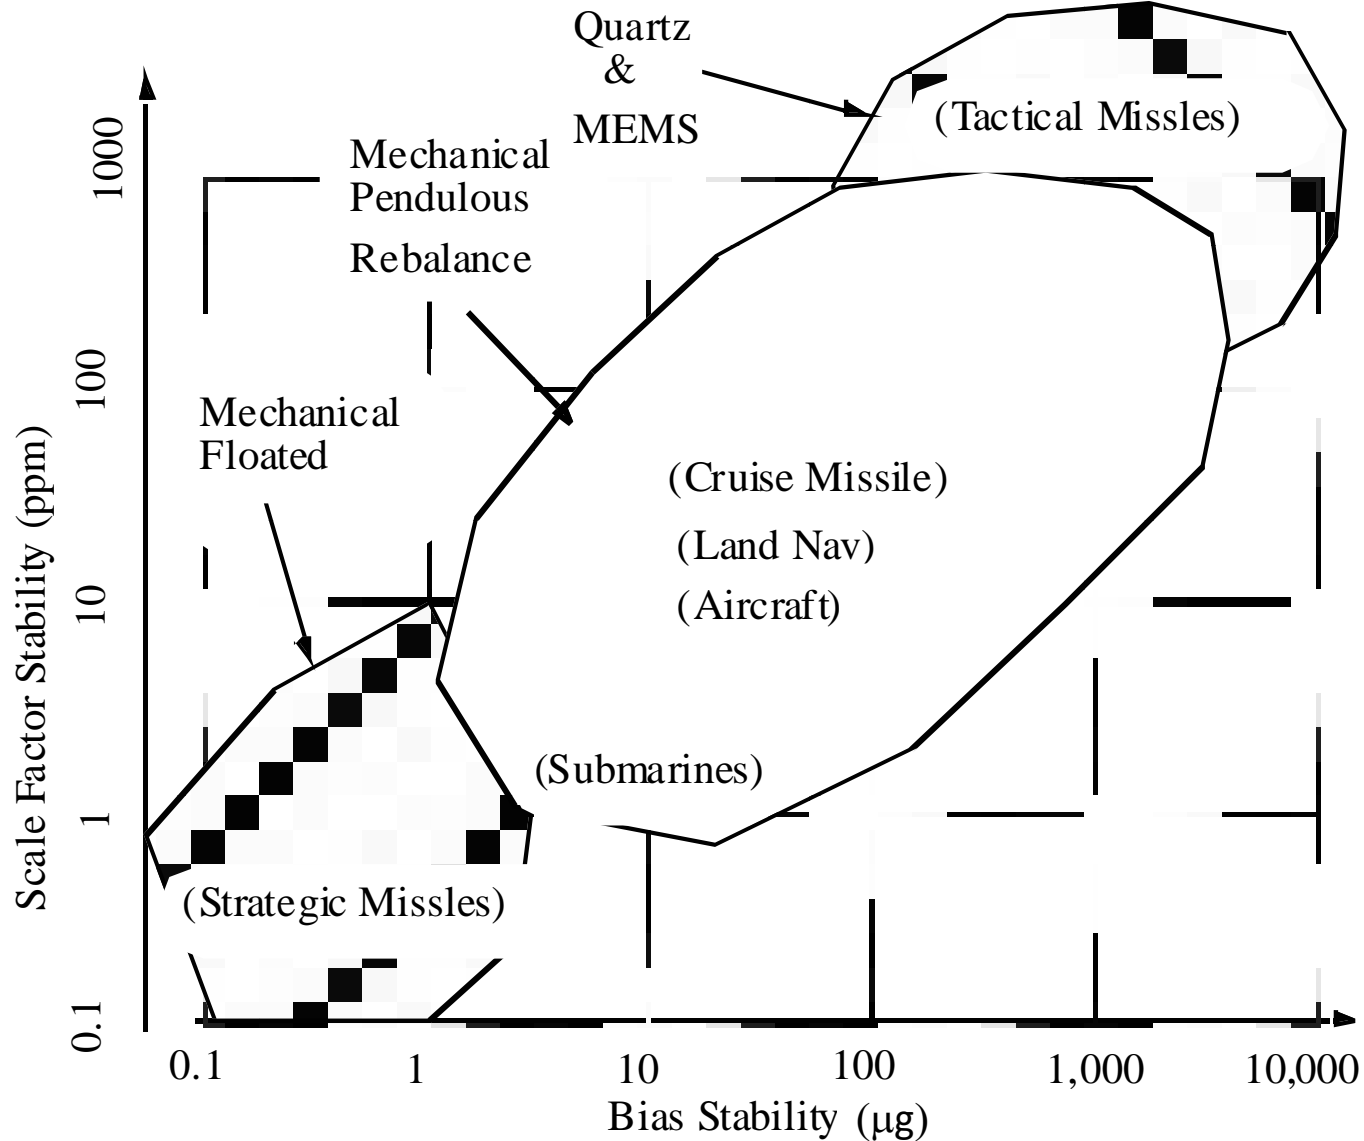 Quartz
&
MEMS
(Tactical Missles)
Mechanical
Pendulous
Rebalance
Mechanical
Floated
(Cruise Missile)
(Land Nav)
(Aircraft)
(Submarines)
(Strategic Missles)
Scale Factor Stability (ppm)
1000
100
10
1
0.1
0.1
1
10
100
1,000
10,000
Bias Stability (µg)